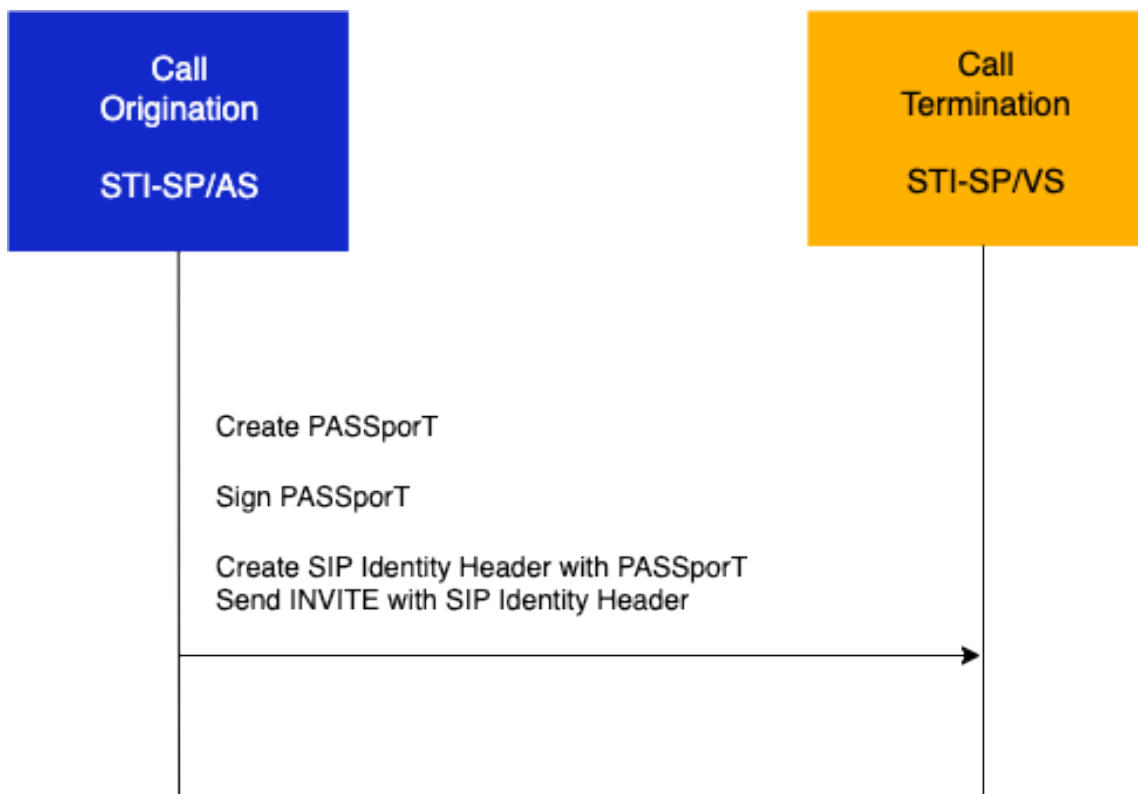 Call
Origination
STI-SP/AS
Call
Termination
STI-SP/VS
Create PASSporT
Sign PASSporT
Create SIP Identity Header with PASSporT
Send INVITE with SIP Identity Header